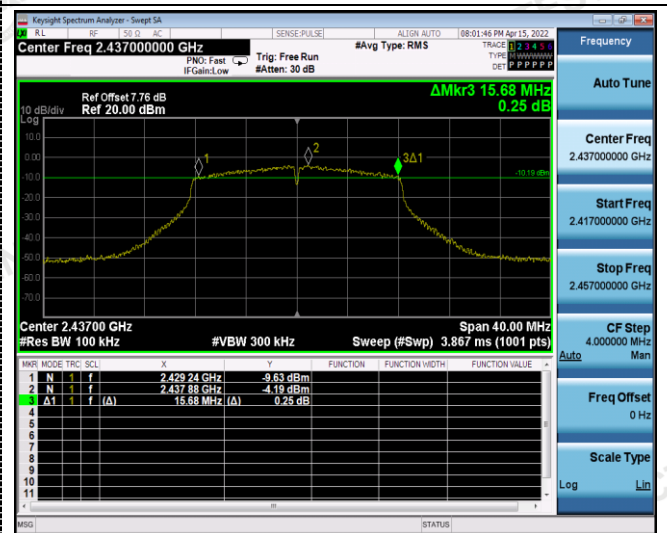 Keysight Spectrum Analyzer - Swept SA
RL RF 50 Ω AC SENSE:PULSE ALIGN AUTO 08:01:46 PM Apr 15, 2022
Center Freq 2.437000000 GHz #Avg Type: RMS TRACE 1 2 3 4 5 6
PNO: Fast Trig: Free Run TYPE M WWWWW
IFGain:Low #Atten: 30 dB DET P P P P P P
ΔMkr3 15.68 MHz
0.25 dB
Ref Offset 7.76 dB
10 dB/div Ref 20.00 dBm
Log
10.0
0.00
-10.0
-20.0
-30.0
-40.0
-50.0
-60.0
-70.0
1
2
3Δ1
-10.19 dBm
Center 2.43700 GHz Span 40.00 MHz
#Res BW 100 kHz #VBW 300 kHz Sweep (#Swp) 3.867 ms (1001 pts)
MKR MODE TRC SCL X Y FUNCTION FUNCTION WIDTH FUNCTION VALUE
1 N 1 f 2.429 24 GHz -9.63 dBm
2 N 1 f 2.437 88 GHz -4.19 dBm
3 Δ1 1 f (Δ) 15.68 MHz (Δ) 0.25 dB
4
5
6
7
8
9
10
11
MSG STATUS
Frequency
Auto Tune
Center Freq
2.437000000 GHz
Start Freq
2.417000000 GHz
Stop Freq
2.457000000 GHz
CF Step
4.000000 MHz
Auto Man
Freq Offset
0 Hz
Scale Type
Log Lin